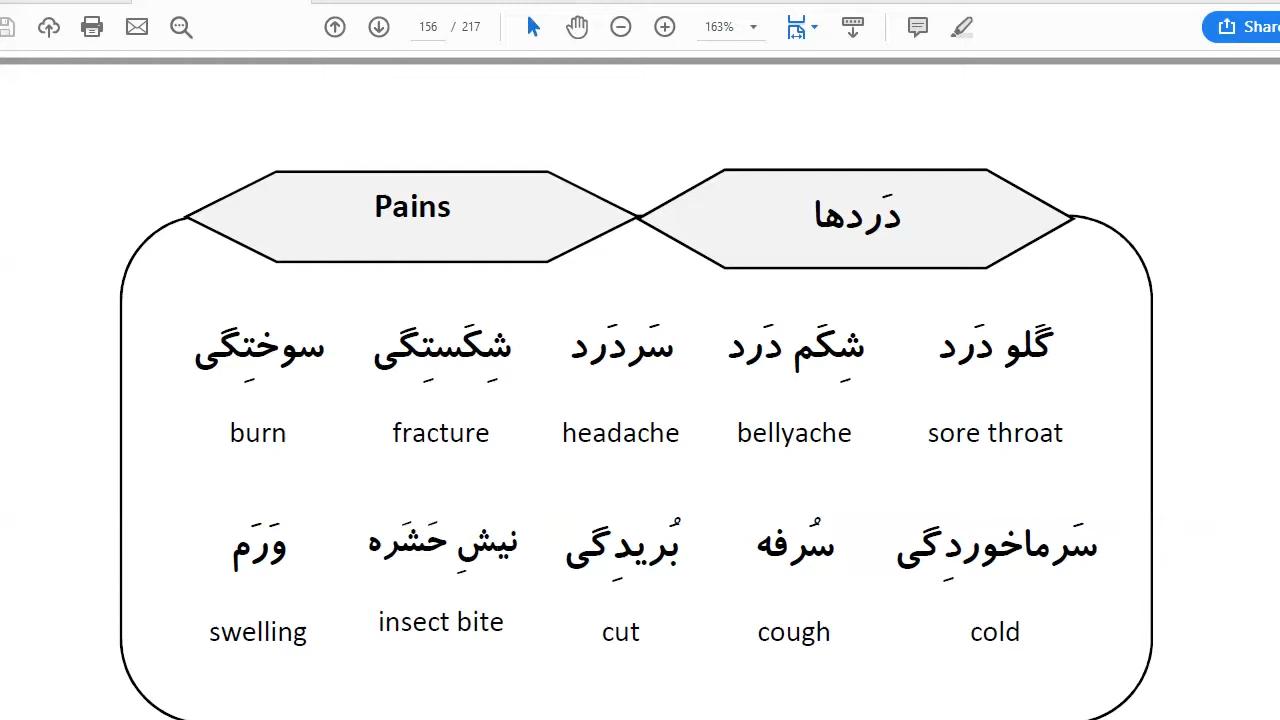 156 / 217 163% Share
Pains دَردها
گَلو دَرد شِکَم دَرد سَردَرد شِکَستِگی سوختِگی
burn fracture headache bellyache sore throat
سَرماخوردِگی سُرفه بُریدِگی نیشِ حَشَره وَرَم
swelling insect bite cut cough cold